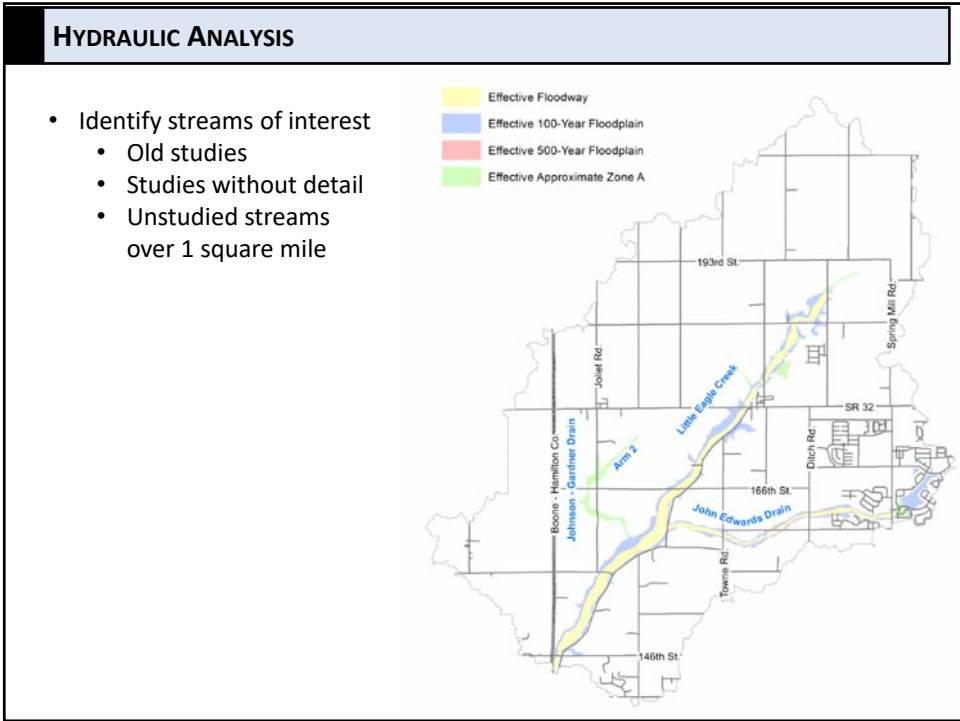 HYDRAULIC ANALYSIS
• Identify streams of interest
• Old studies
• Studies without detail
• Unstudied streams
over 1 square mile
Effective Floodway
Effective 100-Year Floodplain
Effective 500-Year Floodplain
Effective Approximate Zone A
193rd St.
Spring Mill Rd.
Joliet Rd.
Little Eagle Creek
SR 32
Boone - Hamilton Co.
Johnson - Gardner Drain
Arm 2
Ditch Rd.
166th St.
John Edwards Drain
Towne Rd.
146th St.